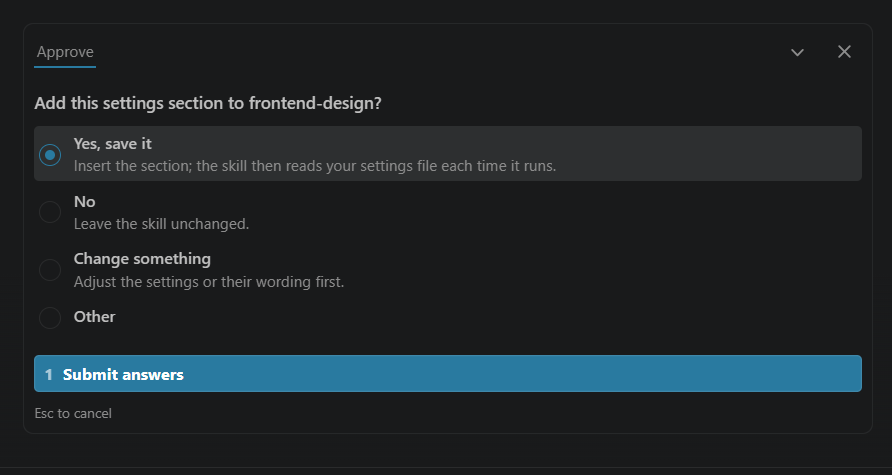 Approve
Add this settings section to frontend-design?
Yes, save it
Insert the section; the skill then reads your settings file each time it runs.
No
Leave the skill unchanged.
Change something
Adjust the settings or their wording first.
Other
1 Submit answers
Esc to cancel